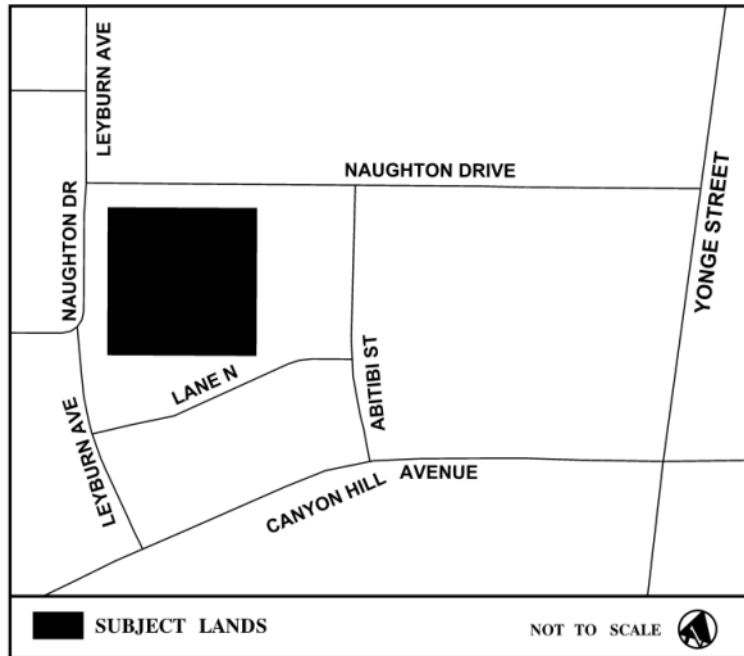 LEYBURN AVE
NAUGHTON DRIVE
NAUGHTON DR
YONGE STREET
LANE N
ABITIBI ST
LEYBURN AVE
CANYON HILL AVENUE
SUBJECT LANDS
NOT TO SCALE